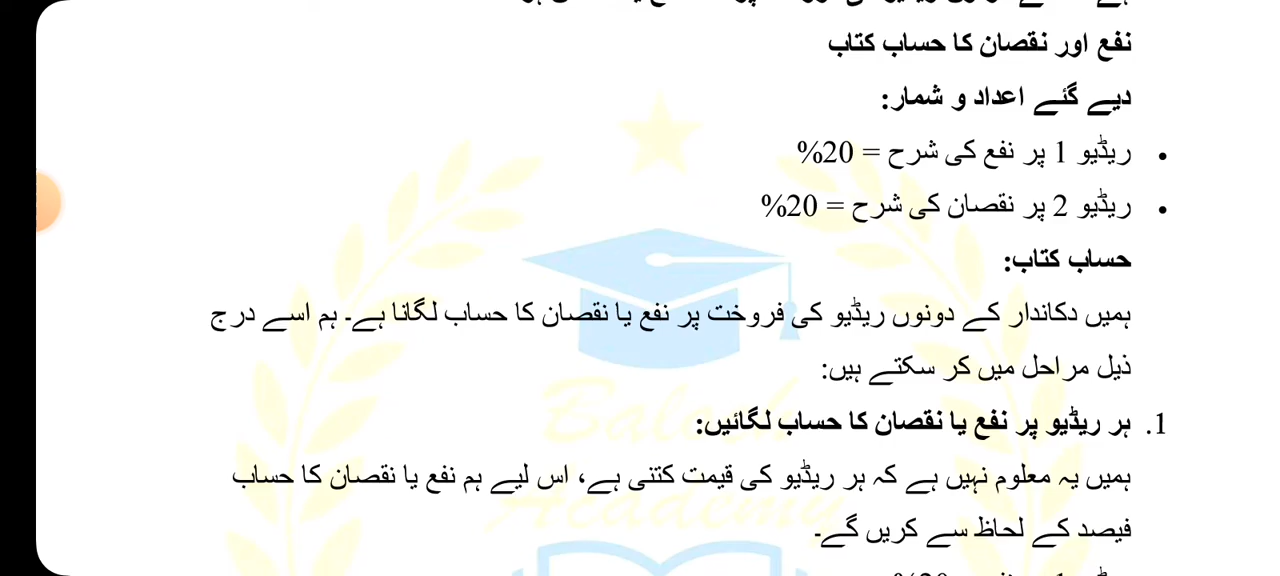 نفع اور نقصان کا حساب کتاب
دیے گئے اعداد و شمار:
• ریڈیو 1 پر نفع کی شرح = 20%
• ریڈیو 2 پر نقصان کی شرح = 20%
حساب کتاب:
ہمیں دکاندار کے دونوں ریڈیو کی فروخت پر نفع یا نقصان کا حساب لگانا ہے۔ ہم اسے درج
ذیل مراحل میں کر سکتے ہیں:
1. ہر ریڈیو پر نفع یا نقصان کا حساب لگائیں:
ہمیں یہ معلوم نہیں ہے کہ ہر ریڈیو کی قیمت کتنی ہے، اس لیے ہم نفع یا نقصان کا حساب
فیصد کے لحاظ سے کریں گے۔
Academy